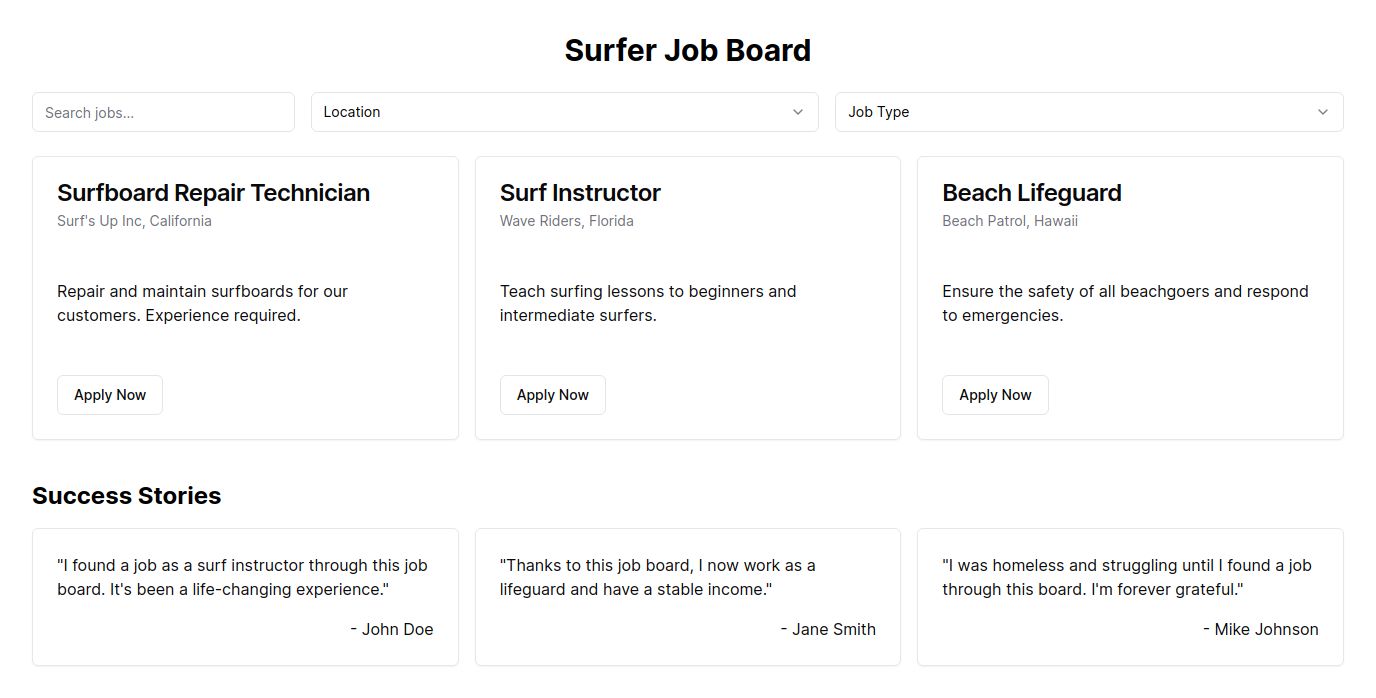 Surfer Job Board
Search jobs...
Location
Job Type
Surfboard Repair Technician
Surf's Up Inc, California
Repair and maintain surfboards for our
customers. Experience required.
Apply Now
Surf Instructor
Wave Riders, Florida
Teach surfing lessons to beginners and
intermediate surfers.
Apply Now
Beach Lifeguard
Beach Patrol, Hawaii
Ensure the safety of all beachgoers and respond
to emergencies.
Apply Now
Success Stories
"I found a job as a surf instructor through this job
board. It's been a life-changing experience."
- John Doe
"Thanks to this job board, I now work as a
lifeguard and have a stable income."
- Jane Smith
"I was homeless and struggling until I found a job
through this board. I'm forever grateful."
- Mike Johnson